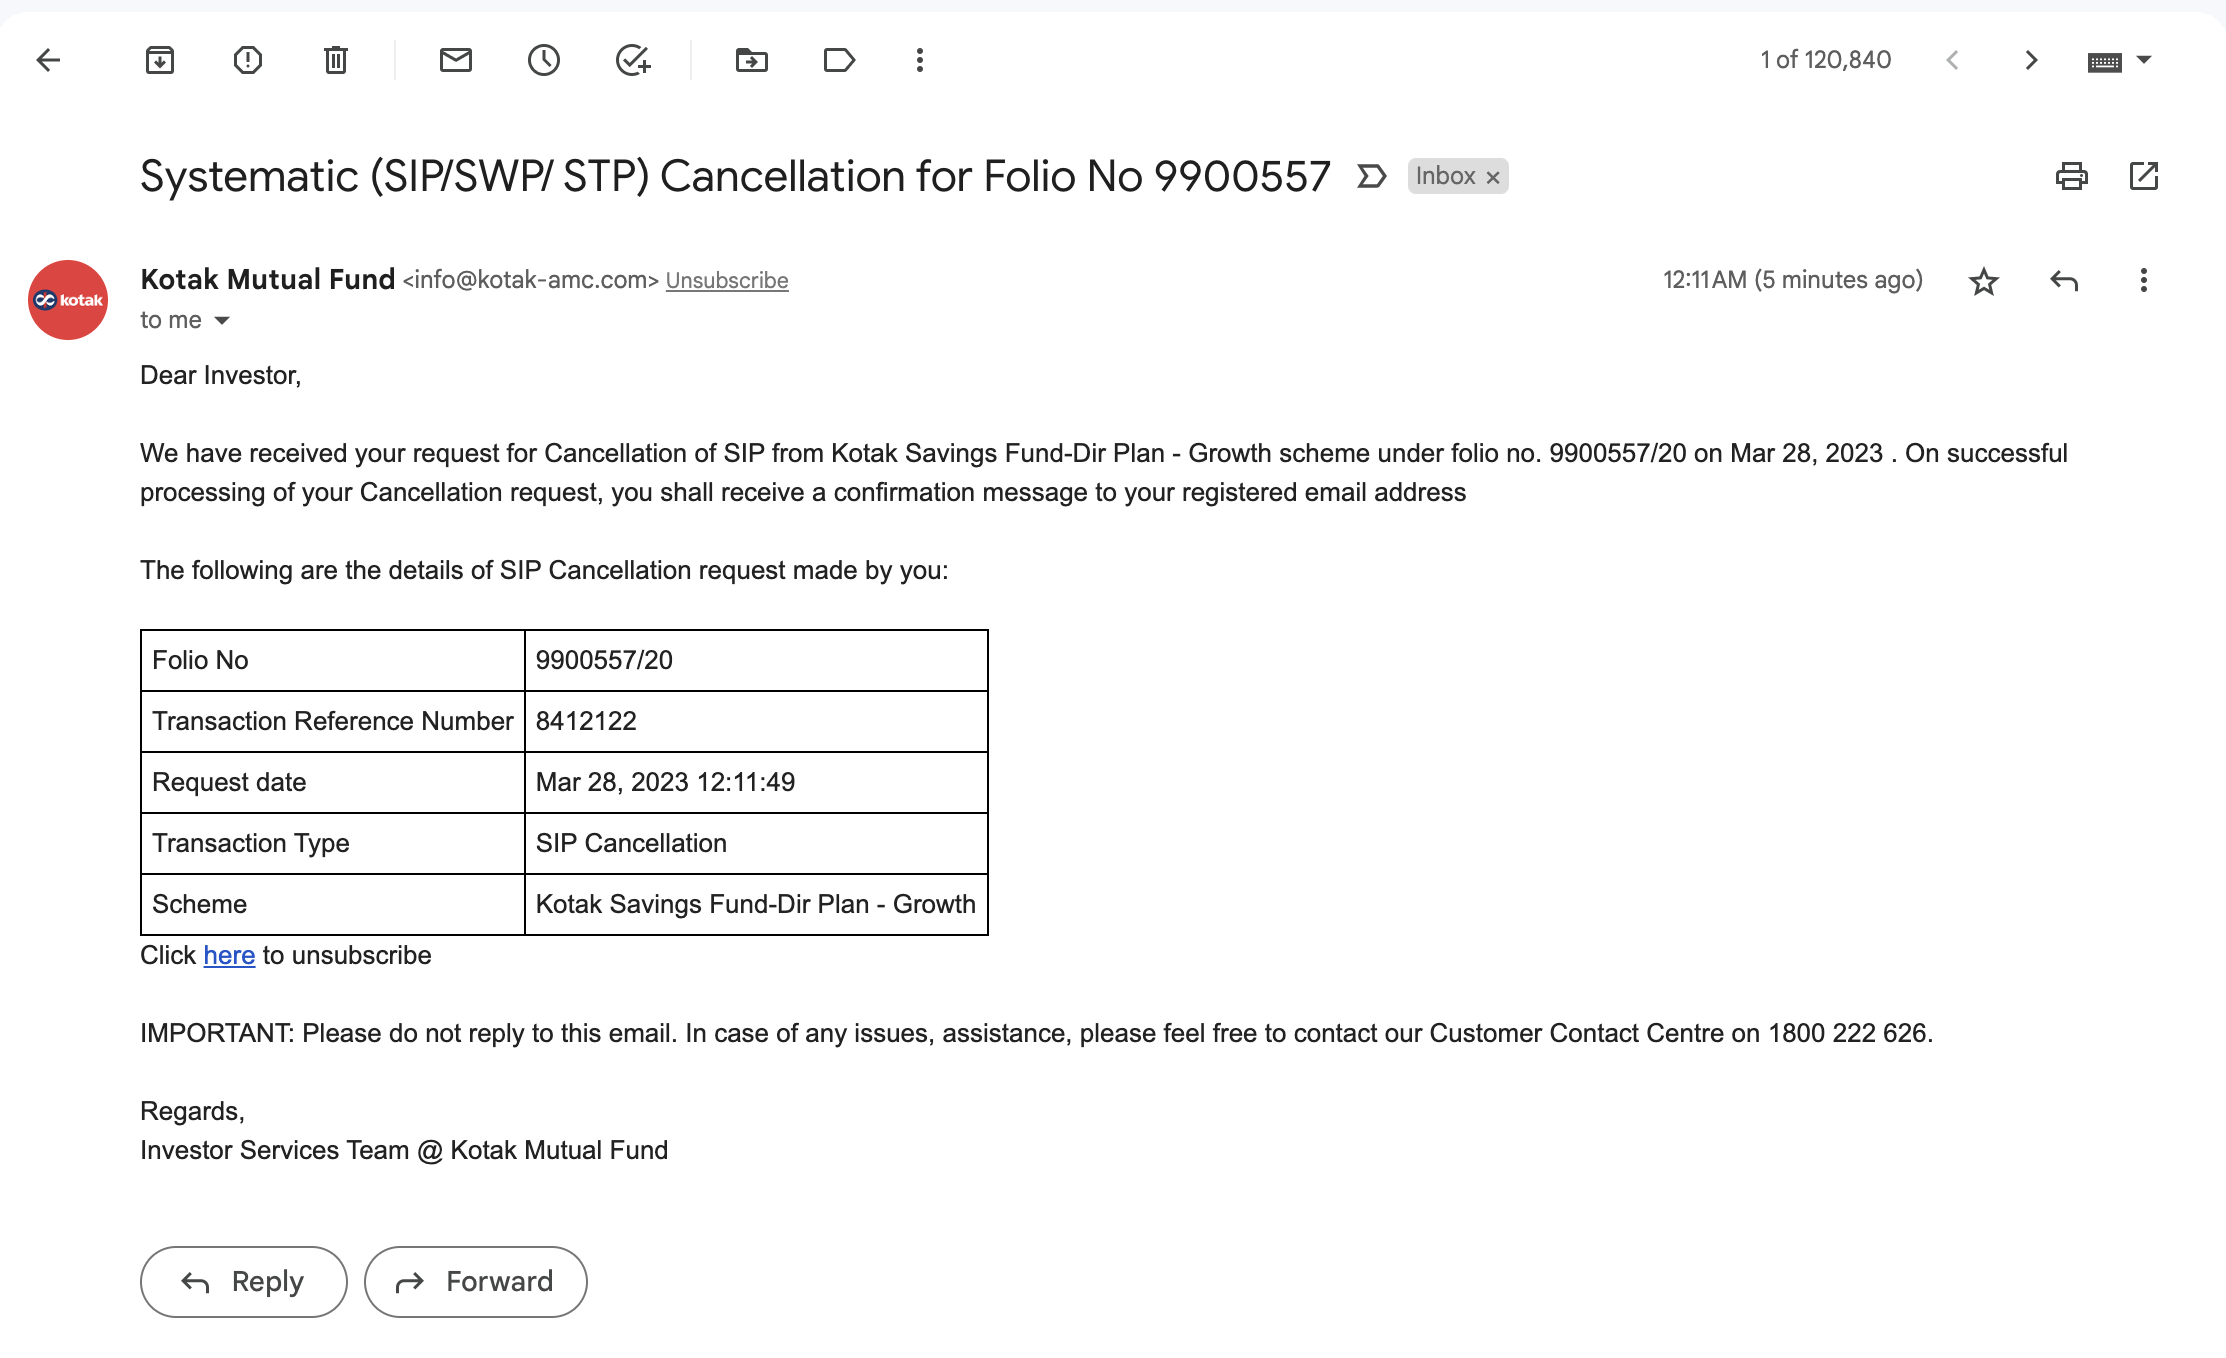 1 of 120,840
Systematic (SIP/SWP/ STP) Cancellation for Folio No 9900557 Inbox ×
kotak
Kotak Mutual Fund <info@kotak-amc.com> Unsubscribe 12:11 AM (5 minutes ago)
to me
Dear Investor,
We have received your request for Cancellation of SIP from Kotak Savings Fund-Dir Plan - Growth scheme under folio no. 9900557/20 on Mar 28, 2023 . On successful
processing of your Cancellation request, you shall receive a confirmation message to your registered email address
The following are the details of SIP Cancellation request made by you:
Folio No 9900557/20
Transaction Reference Number 8412122
Request date Mar 28, 2023 12:11:49
Transaction Type SIP Cancellation
Scheme Kotak Savings Fund-Dir Plan - Growth
Click here to unsubscribe
IMPORTANT: Please do not reply to this email. In case of any issues, assistance, please feel free to contact our Customer Contact Centre on 1800 222 626.
Regards,
Investor Services Team @ Kotak Mutual Fund
Reply Forward